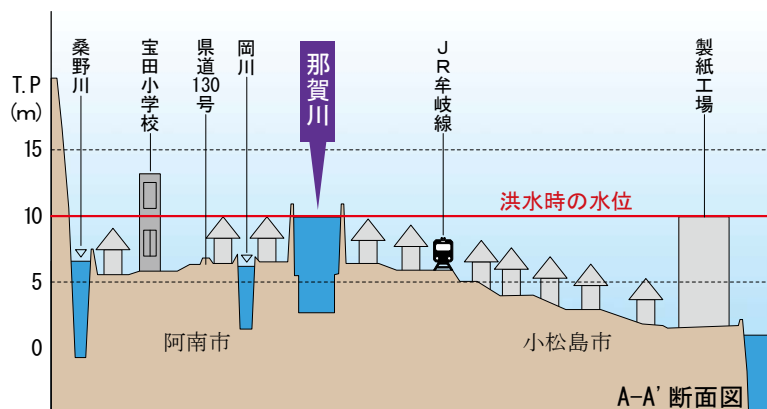 T.P
(m)
15
10
5
0
桑野川
宝田小学校
県道130号
岡川
那賀川
JR牟岐線
製紙工場
洪水時の水位
阿南市
小松島市
A-A' 断面図